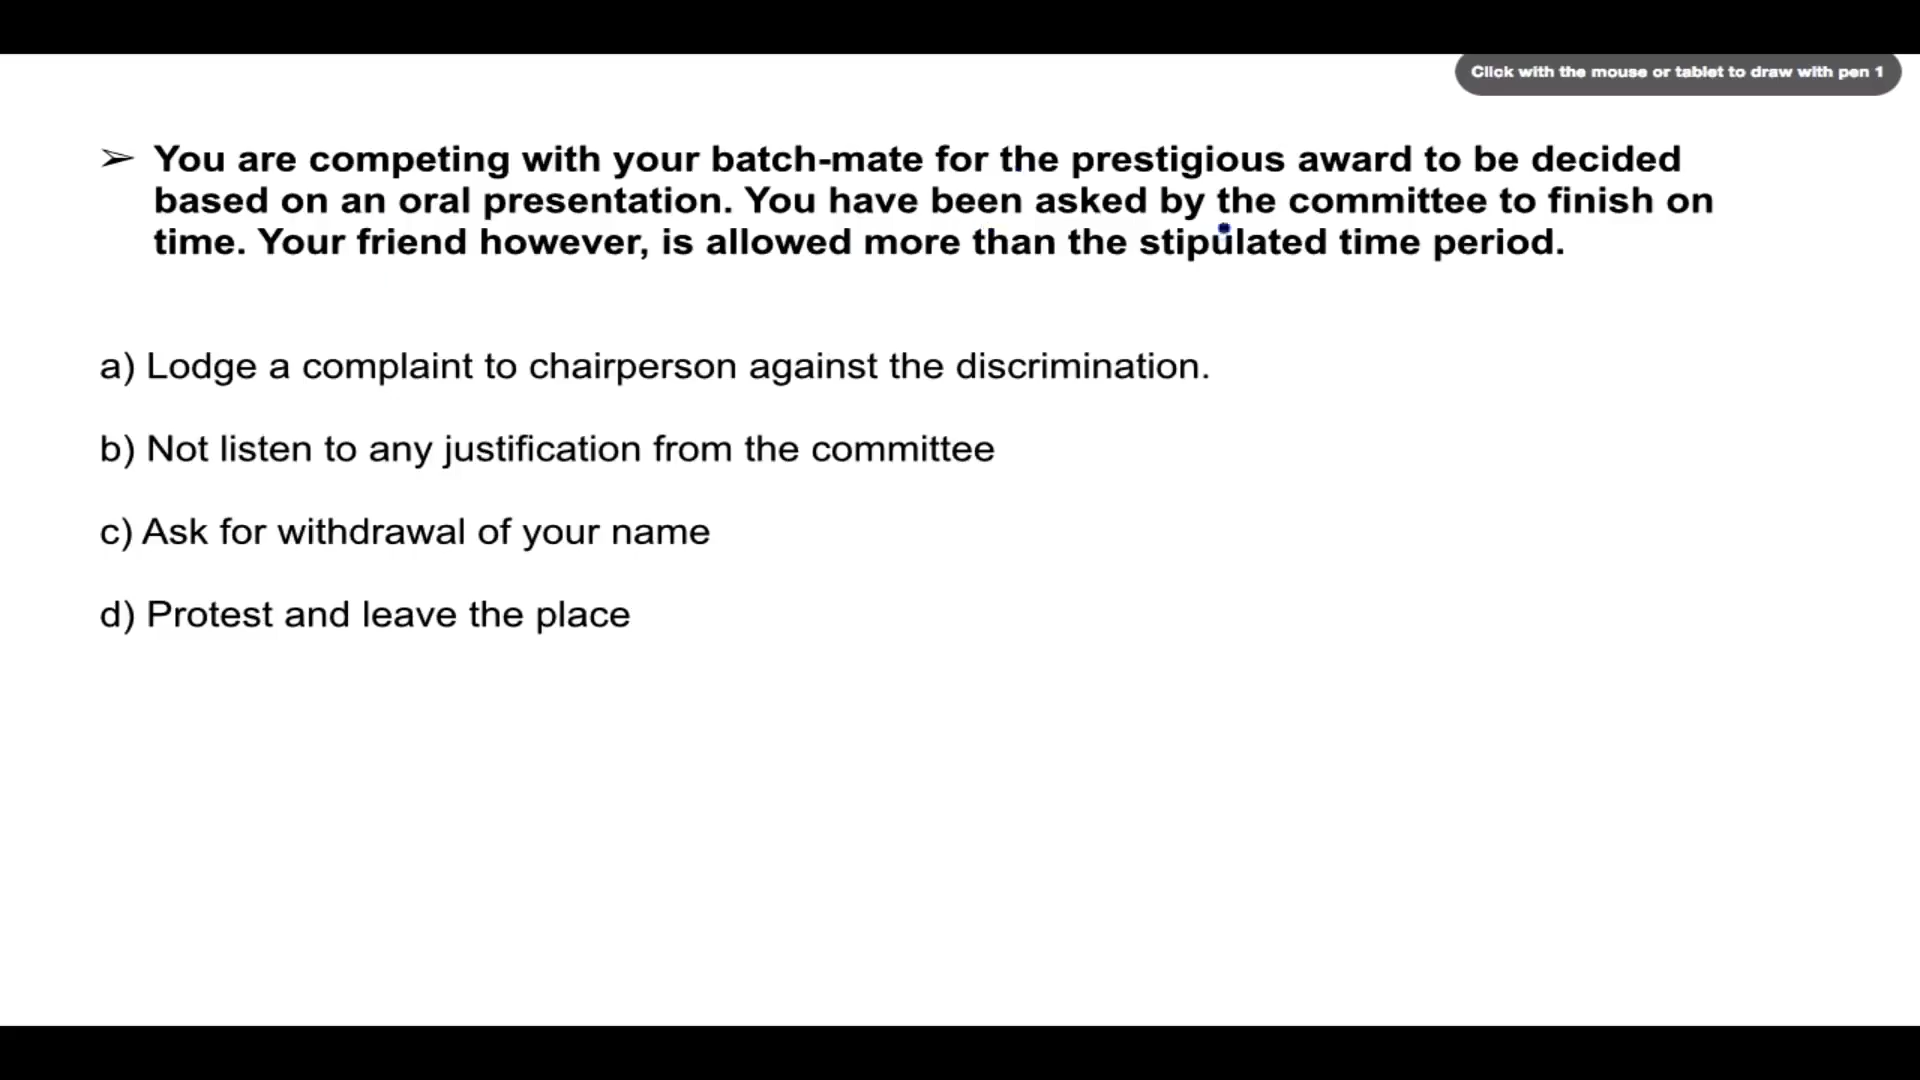 Click with the mouse or tablet to draw with pen 1
➢ You are competing with your batch-mate for the prestigious award to be decided
based on an oral presentation. You have been asked by the committee to finish on
time. Your friend however, is allowed more than the stipulated time period.
a) Lodge a complaint to chairperson against the discrimination.
b) Not listen to any justification from the committee
c) Ask for withdrawal of your name
d) Protest and leave the place